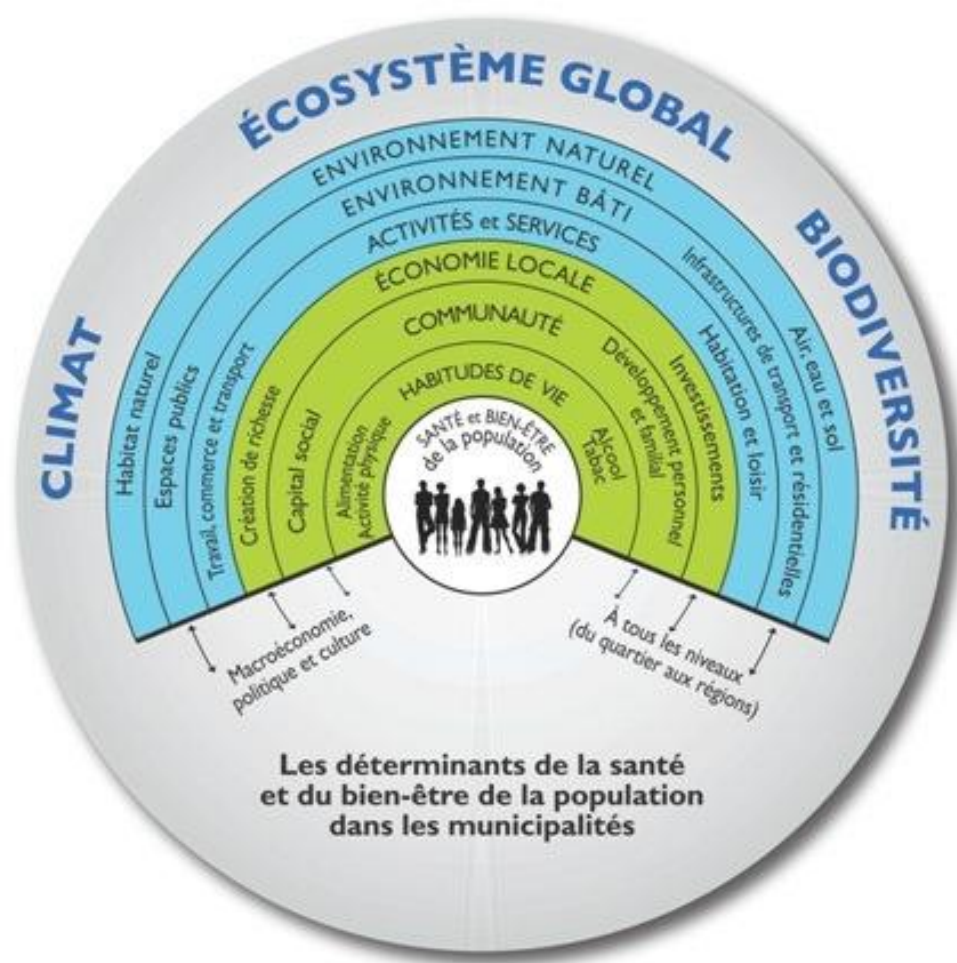 ÉCOSYSTÈME GLOBAL
CLIMAT
BIODIVERSITÉ
ENVIRONNEMENT NATUREL
Habitat naturel
Air, eau et sol
ENVIRONNEMENT BÂTI
Espaces publics
Infrastructures de transport et résidentielles
ACTIVITÉS et SERVICES
Travail, commerce et transport
Habitation et loisir
ÉCONOMIE LOCALE
Création de richesse
Investissements
COMMUNAUTÉ
Capital social
Développement personnel
et familial
HABITUDES DE VIE
Alimentation
Activité physique
Alcool
Tabac
SANTÉ et BIEN-ÊTRE
de la population
Macroéconomie,
politique et culture
À tous les niveaux
(du quartier aux régions)
Les déterminants de la santé
et du bien-être de la population
dans les municipalités